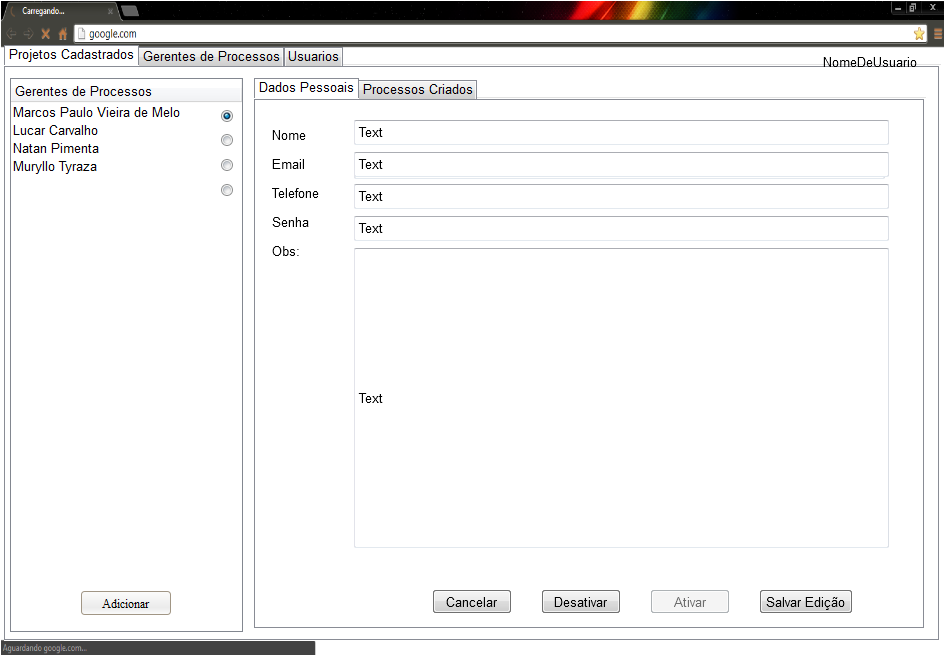 Carregando...
google.com
Projetos Cadastrados Gerentes de Processos Usuarios
NomeDeUsuario
Gerentes de Processos
Marcos Paulo Vieira de Melo
Lucar Carvalho
Natan Pimenta
Muryllo Tyraza
Adicionar
Dados Pessoais Processos Criados
Nome Text
Email Text
Telefone Text
Senha Text
Obs:
Text
Cancelar Desativar Ativar Salvar Edição
Aguardando google.com...